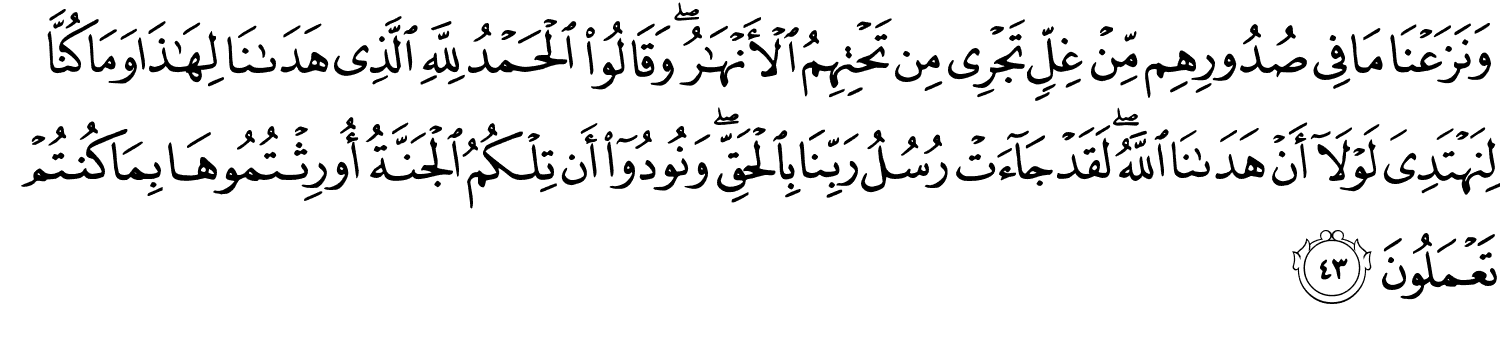 وَنَزَعْنَا مَا فِى صُدُورِهِم مِّنْ غِلٍّ تَجْرِى مِن تَحْتِهِمُ ٱلْأَنْهَـٰرُ ۖ وَقَالُوا۟ ٱلْحَمْدُ لِلَّهِ ٱلَّذِى هَدَىٰنَا لِهَـٰذَا وَمَا كُنَّا
لِنَهْتَدِىَ لَوْلَآ أَنْ هَدَىٰنَا ٱللَّهُ ۖ لَقَدْ جَآءَتْ رُسُلُ رَبِّنَا بِٱلْحَقِّ ۖ وَنُودُوٓا۟ أَن تِلْكُمُ ٱلْجَنَّةُ أُورِثْتُمُوهَا بِمَا كُنتُمْ
تَعْمَلُونَ ٤٣